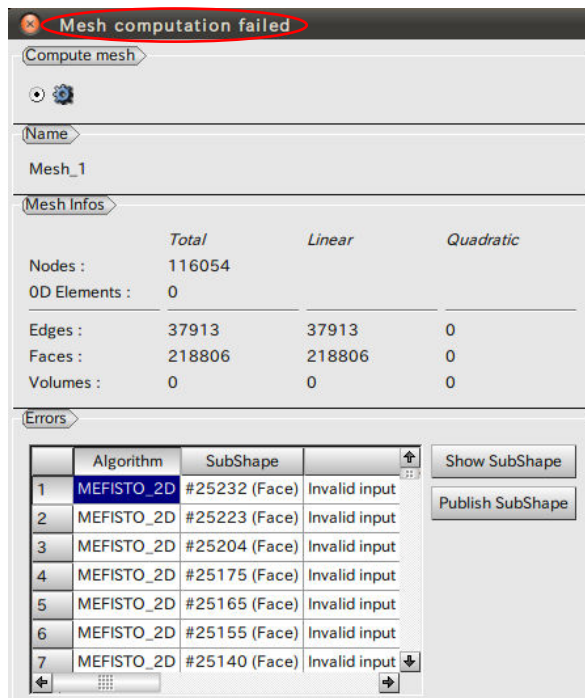 Mesh computation failed
Compute mesh
Name
Mesh_1
Mesh Infos
Total Linear Quadratic
Nodes : 116054
0D Elements : 0
Edges : 37913 37913 0
Faces : 218806 218806 0
Volumes : 0 0 0
Errors
Algorithm SubShape
1 MEFISTO_2D #25232 (Face) Invalid input
2 MEFISTO_2D #25223 (Face) Invalid input
3 MEFISTO_2D #25204 (Face) Invalid input
4 MEFISTO_2D #25175 (Face) Invalid input
5 MEFISTO_2D #25165 (Face) Invalid input
6 MEFISTO_2D #25155 (Face) Invalid input
7 MEFISTO_2D #25140 (Face) Invalid input
Show SubShape
Publish SubShape